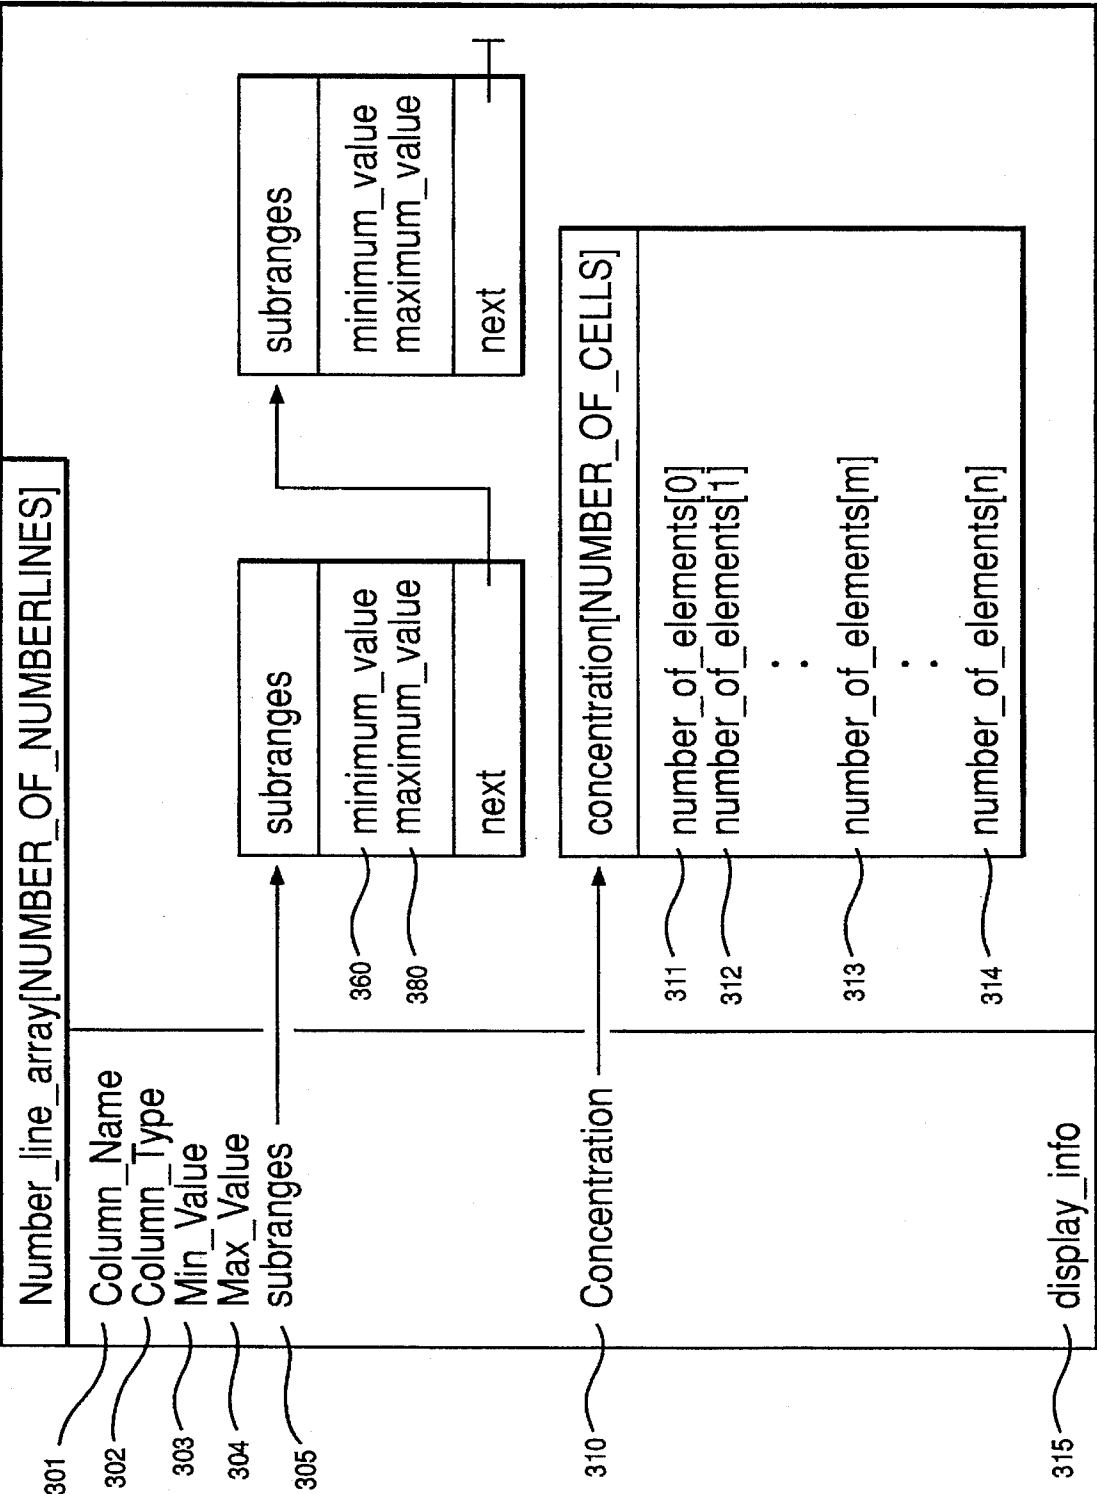 Number_line_array[NUMBER_OF_NUMBERLINES]
301
Column_Name
302
Column_Type
303
Min_Value
304
Max_Value
305
subranges
subranges
360
minimum_value
380
maximum_value
next
subranges
minimum_value
maximum_value
next
310
Concentration
concentration[NUMBER_OF_CELLS]
311
number_of_elements[0]
312
number_of_elements[1]
313
number_of_elements[m]
314
number_of_elements[n]
315
display_info